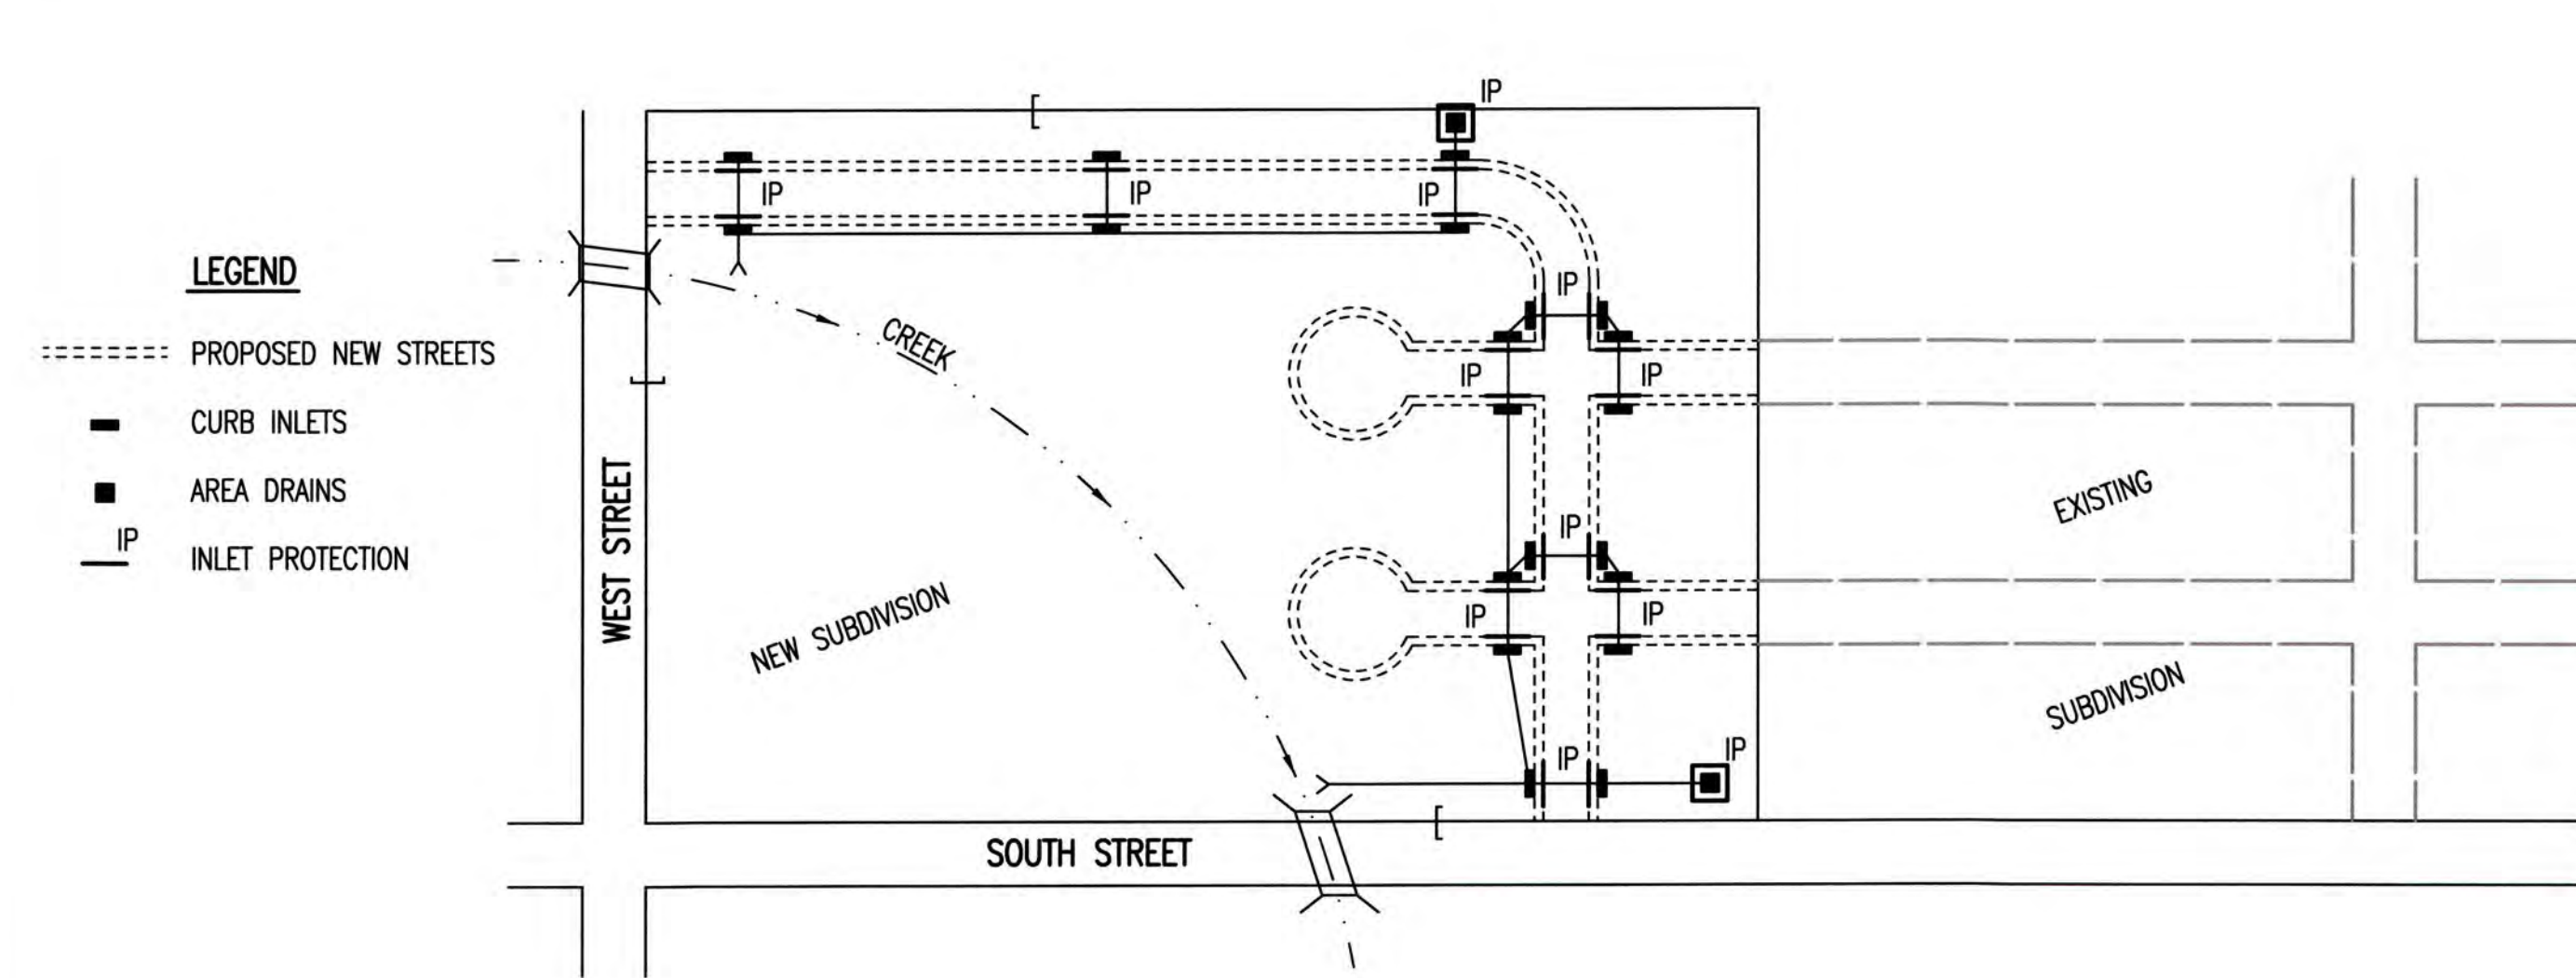 IP
IP
IP
IP
LEGEND
PROPOSED NEW STREETS
CURB INLETS
AREA DRAINS
IP
INLET PROTECTION
CREEK
IP
IP
IP
WEST STREET
NEW SUBDIVISION
EXISTING
SUBDIVISION
IP
IP
IP
IP
IP
SOUTH STREET